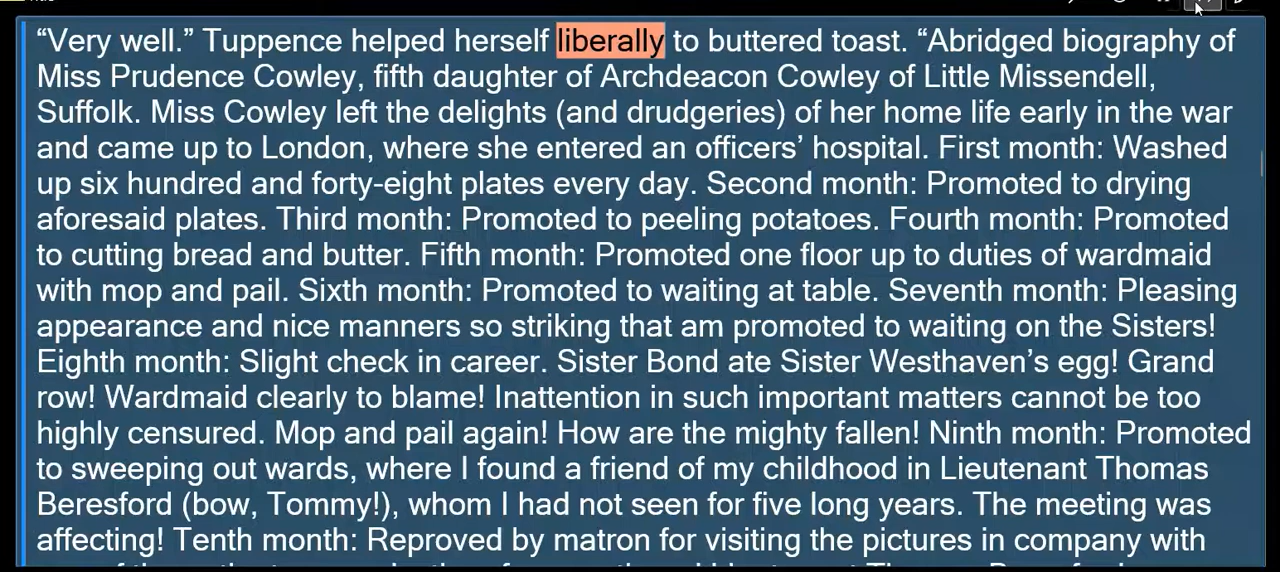 “Very well.” Tuppence helped herself liberally to buttered toast. “Abridged biography of
Miss Prudence Cowley, fifth daughter of Archdeacon Cowley of Little Missendell,
Suffolk. Miss Cowley left the delights (and drudgeries) of her home life early in the war
and came up to London, where she entered an officers’ hospital. First month: Washed
up six hundred and forty-eight plates every day. Second month: Promoted to drying
aforesaid plates. Third month: Promoted to peeling potatoes. Fourth month: Promoted
to cutting bread and butter. Fifth month: Promoted one floor up to duties of wardmaid
with mop and pail. Sixth month: Promoted to waiting at table. Seventh month: Pleasing
appearance and nice manners so striking that am promoted to waiting on the Sisters!
Eighth month: Slight check in career. Sister Bond ate Sister Westhaven’s egg! Grand
row! Wardmaid clearly to blame! Inattention in such important matters cannot be too
highly censured. Mop and pail again! How are the mighty fallen! Ninth month: Promoted
to sweeping out wards, where I found a friend of my childhood in Lieutenant Thomas
Beresford (bow, Tommy!), whom I had not seen for five long years. The meeting was
affecting! Tenth month: Reproved by matron for visiting the pictures in company with